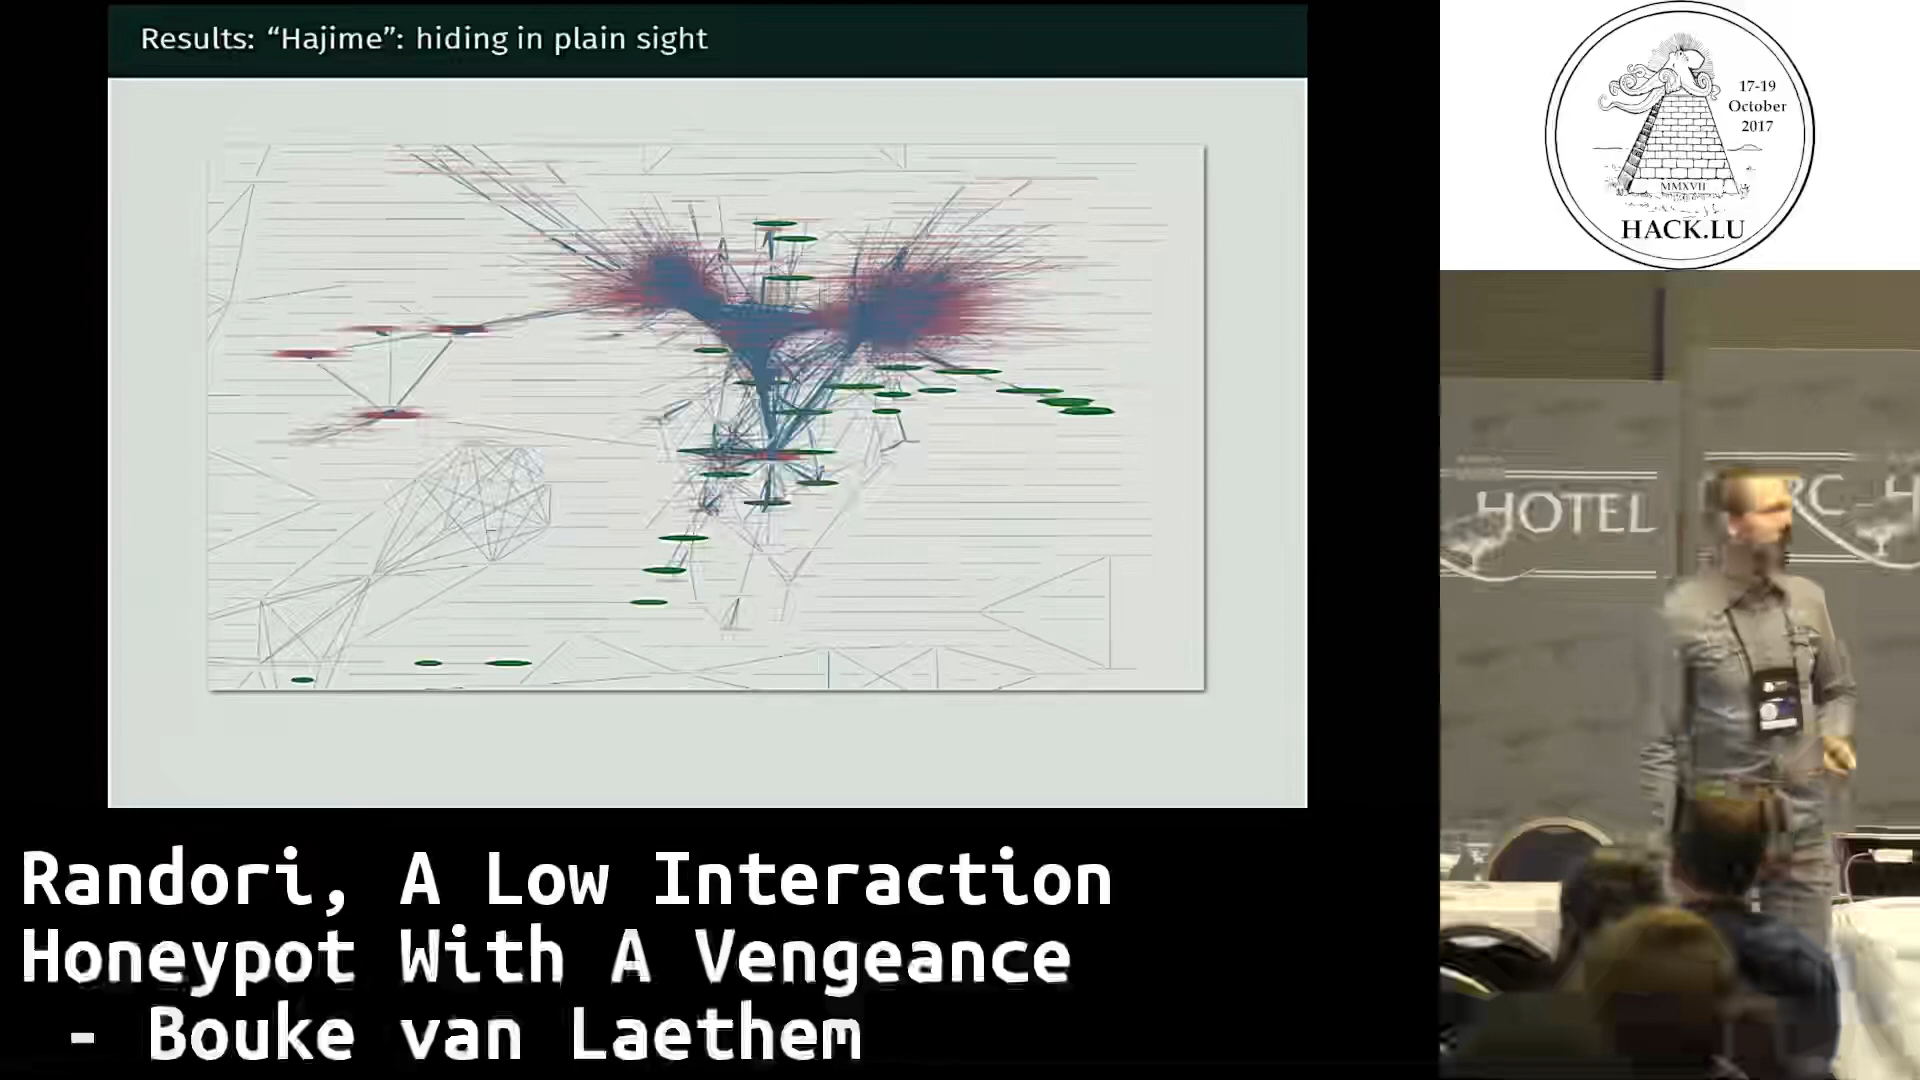 Results: “Hajime”: hiding in plain sight
17-19
October
2017
MMXVII
HACK.LU
HOTEL
RC - H
Randori, A Low Interaction
Honeypot With A Vengeance
- Bouke van Laethem